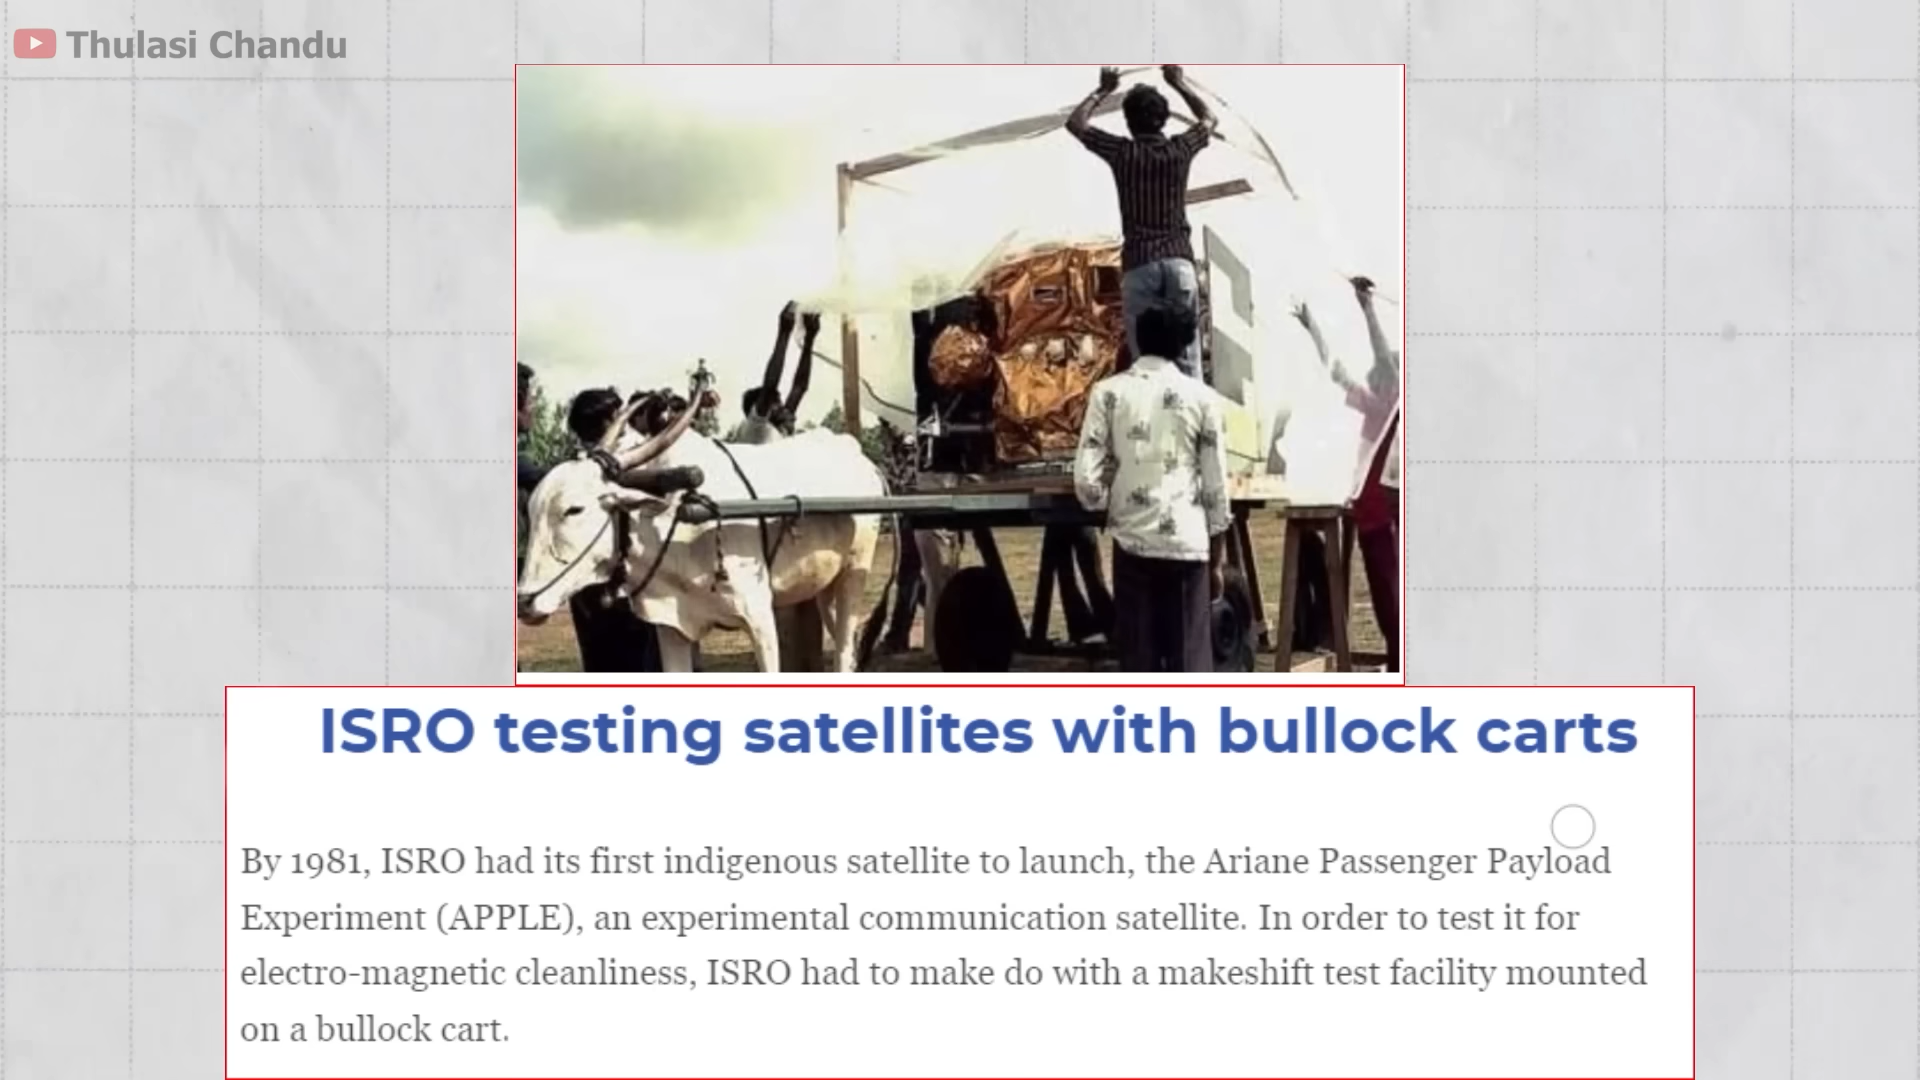 Thulasi Chandu
ISRO testing satellites with bullock carts
By 1981, ISRO had its first indigenous satellite to launch, the Ariane Passenger Payload
Experiment (APPLE), an experimental communication satellite. In order to test it for
electro-magnetic cleanliness, ISRO had to make do with a makeshift test facility mounted
on a bullock cart.